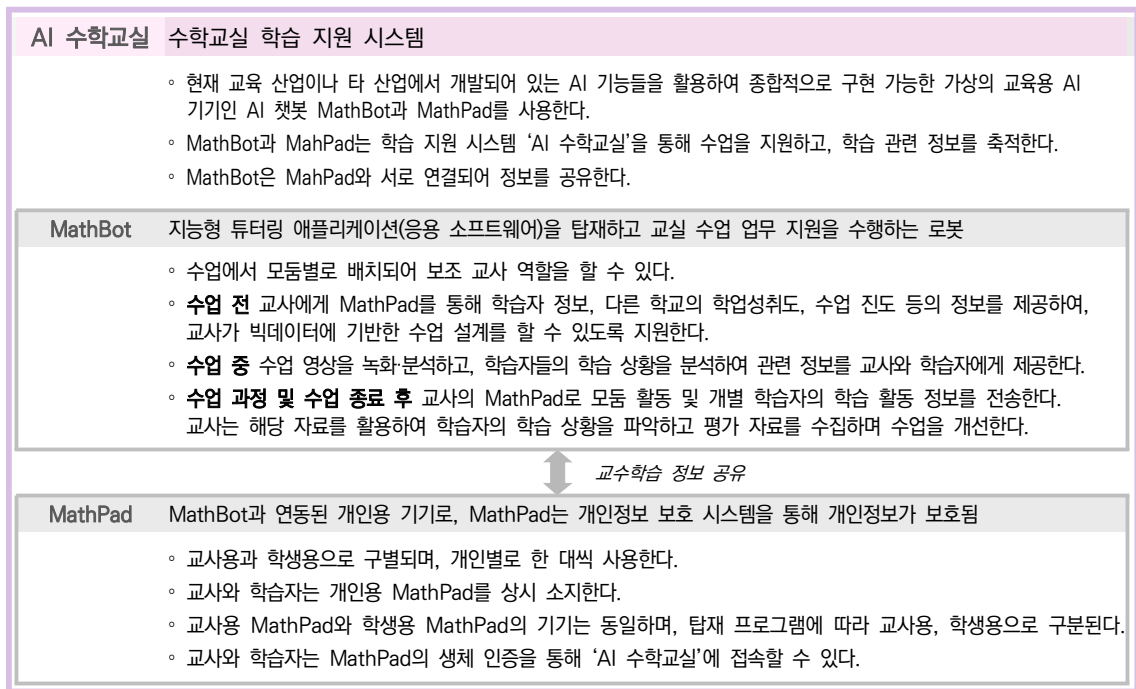 AI 수학교실 수학교실 학습 지원 시스템
◦ 현재 교육 산업이나 타 산업에서 개발되어 있는 AI 기능들을 활용하여 종합적으로 구현 가능한 가상의 교육용 AI
기기인 AI 챗봇 MathBot과 MathPad를 사용한다.
◦ MathBot과 MahPad는 학습 지원 시스템 ‘AI 수학교실’을 통해 수업을 지원하고, 학습 관련 정보를 축적한다.
◦ MathBot은 MahPad와 서로 연결되어 정보를 공유한다.
MathBot 지능형 튜터링 애플리케이션(응용 소프트웨어)을 탑재하고 교실 수업 업무 지원을 수행하는 로봇
◦ 수업에서 모둠별로 배치되어 보조 교사 역할을 할 수 있다.
◦ 수업 전 교사에게 MathPad를 통해 학습자 정보, 다른 학교의 학업성취도, 수업 진도 등의 정보를 제공하여,
교사가 빅데이터에 기반한 수업 설계를 할 수 있도록 지원한다.
◦ 수업 중 수업 영상을 녹화·분석하고, 학습자들의 학습 상황을 분석하여 관련 정보를 교사와 학습자에게 제공한다.
◦ 수업 과정 및 수업 종료 후 교사의 MathPad로 모둠 활동 및 개별 학습자의 학습 활동 정보를 전송한다.
교사는 해당 자료를 활용하여 학습자의 학습 상황을 파악하고 평가 자료를 수집하며 수업을 개선한다.
교수학습 정보 공유
MathPad MathBot과 연동된 개인용 기기로, MathPad는 개인정보 보호 시스템을 통해 개인정보가 보호됨
◦ 교사용과 학생용으로 구별되며, 개인별로 한 대씩 사용한다.
◦ 교사와 학습자는 개인용 MathPad를 상시 소지한다.
◦ 교사용 MathPad와 학생용 MathPad의 기기는 동일하며, 탑재 프로그램에 따라 교사용, 학생용으로 구분된다.
◦ 교사와 학습자는 MathPad의 생체 인증을 통해 ‘AI 수학교실’에 접속할 수 있다.